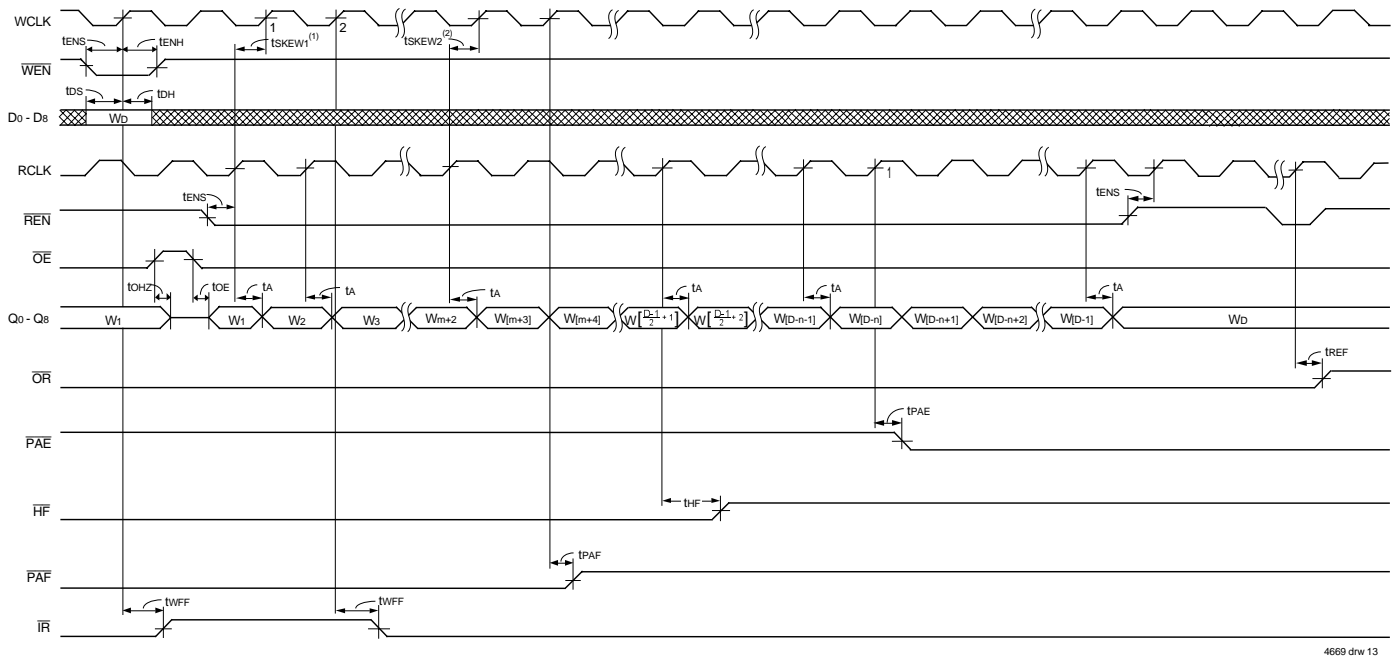 WCLK
1
2
tENS
tENH
tSKEW1(1)
tSKEW2(2)
WEN
tDS
tDH
D0 - D8
WD
RCLK
1
tENS
tENS
REN
OE
tOHZ
tOE
tA
tA
tA
tA
tA
tA
Q0 - Q8
W1
W1
W2
W3
Wm+2
W[m+3]
W[m+4]
W[D-1/2 + 1]
W[D-1/2 + 2]
W[D-n-1]
W[D-n]
W[D-n+1]
W[D-n+2]
W[D-1]
WD
tREF
OR
tPAE
PAE
tHF
HF
tPAF
PAF
tWFF
tWFF
IR
4669 drw 13